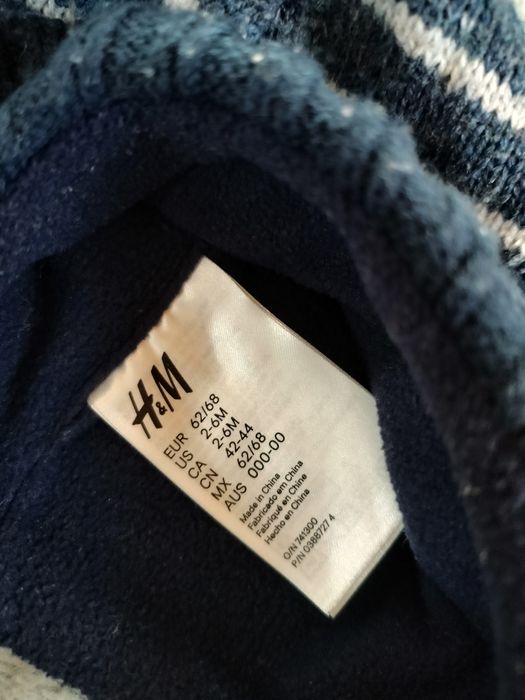 H&M
EUR 62/68
US 2-6M
CA 2-6M
CN 42-44
MX 62/68
AUS 000-00
Made in China
Fabricado em China
Fabriqué en Chine
Hecho en China
O/N 741300
P/N 0388727 4